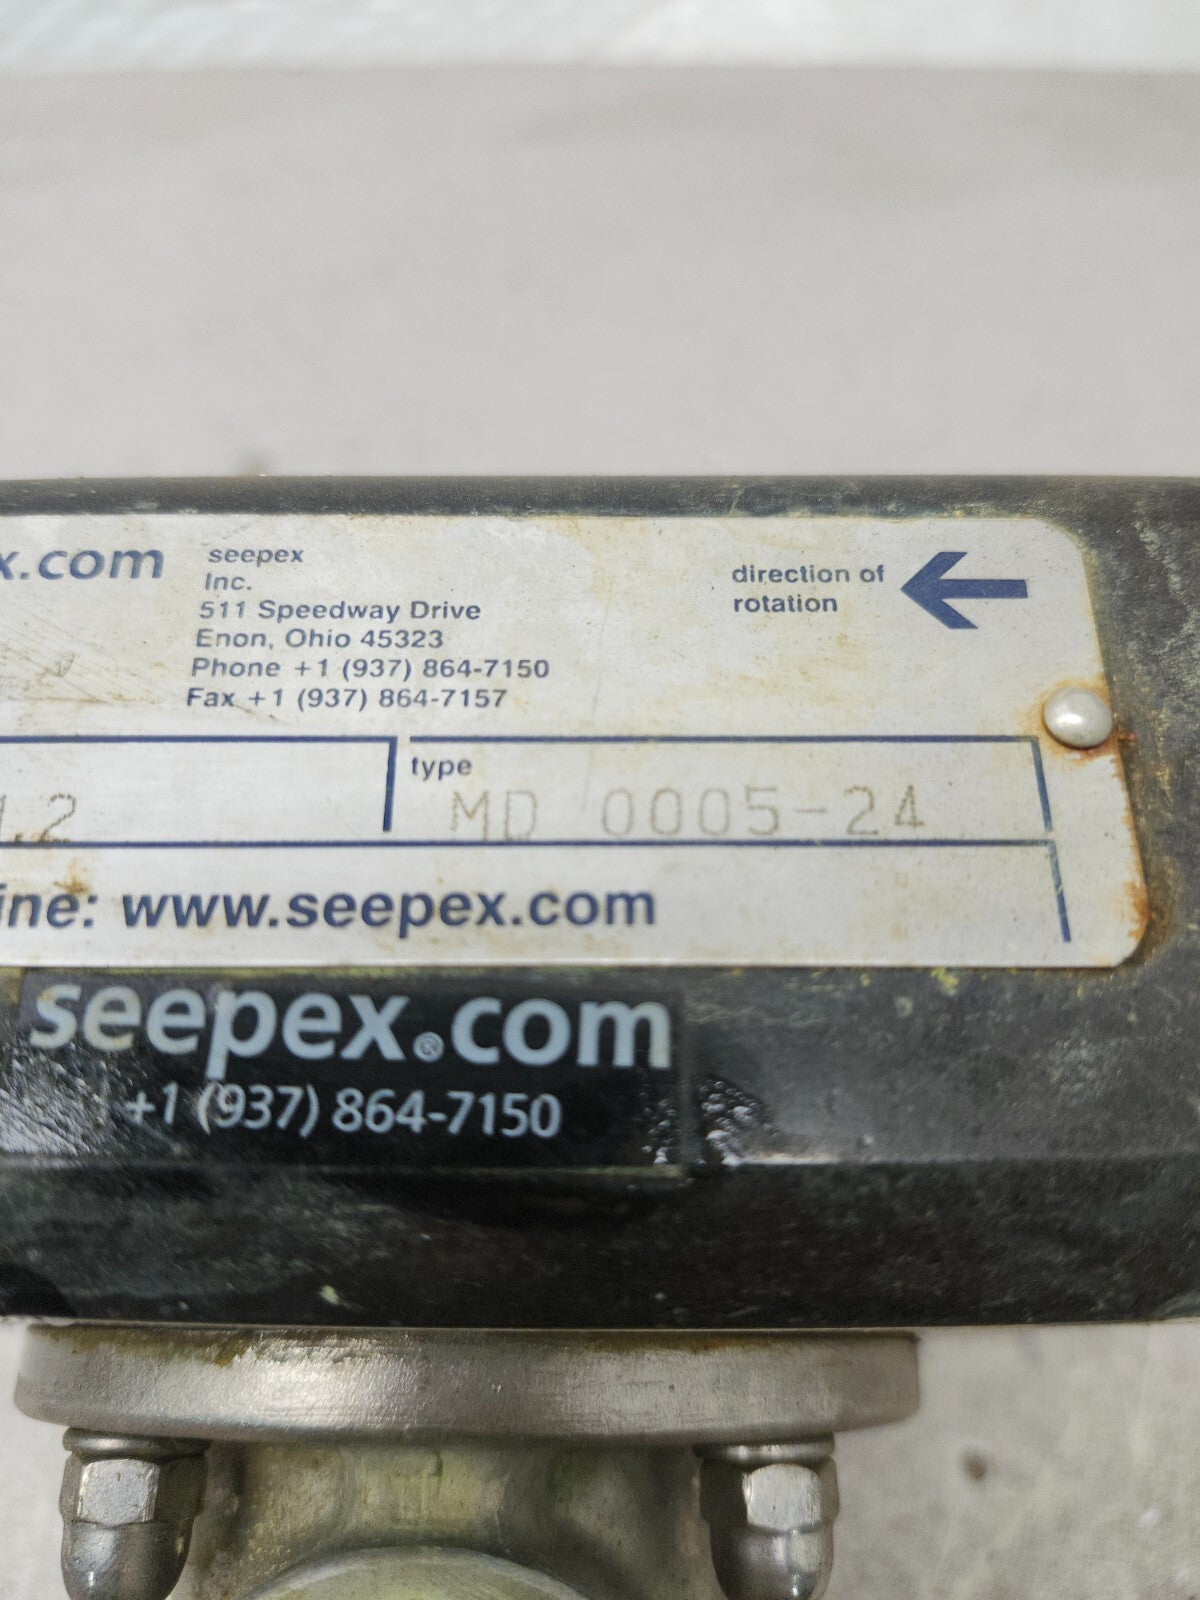 x.com
seepex
Inc.
511 Speedway Drive
Enon, Ohio 45323
Phone +1 (937) 864-7150
Fax +1 (937) 864-7157
direction of
rotation
type
.2
MD 0005-24
ine: www.seepex.com
seepex®.com
+1 (937) 864-7150